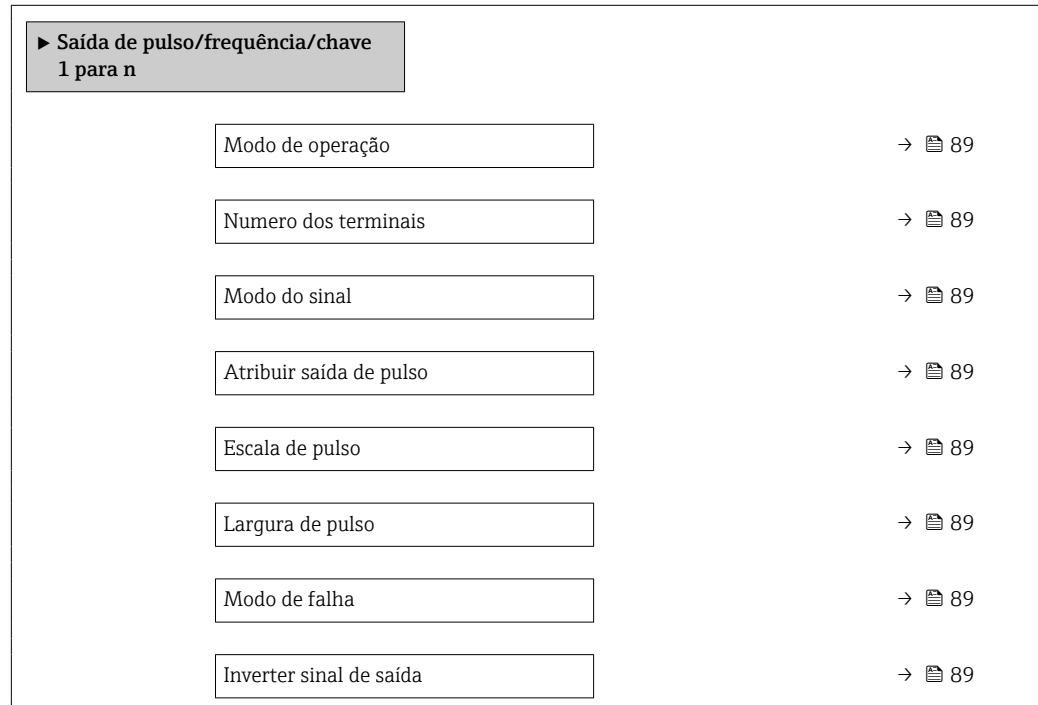 ▶ Saída de pulso/frequência/chave
1 para n
Modo de operação → 89
Numero dos terminais → 89
Modo do sinal → 89
Atribuir saída de pulso → 89
Escala de pulso → 89
Largura de pulso → 89
Modo de falha → 89
Inverter sinal de saída → 89